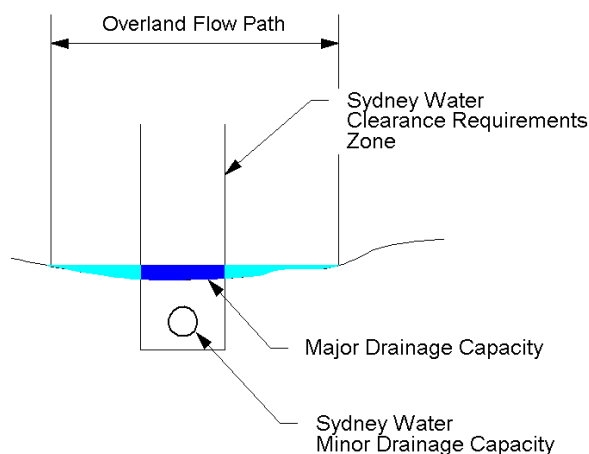 Overland Flow Path
Sydney Water
Clearance Requirements
Zone
Major Drainage Capacity
Sydney Water
Minor Drainage Capacity